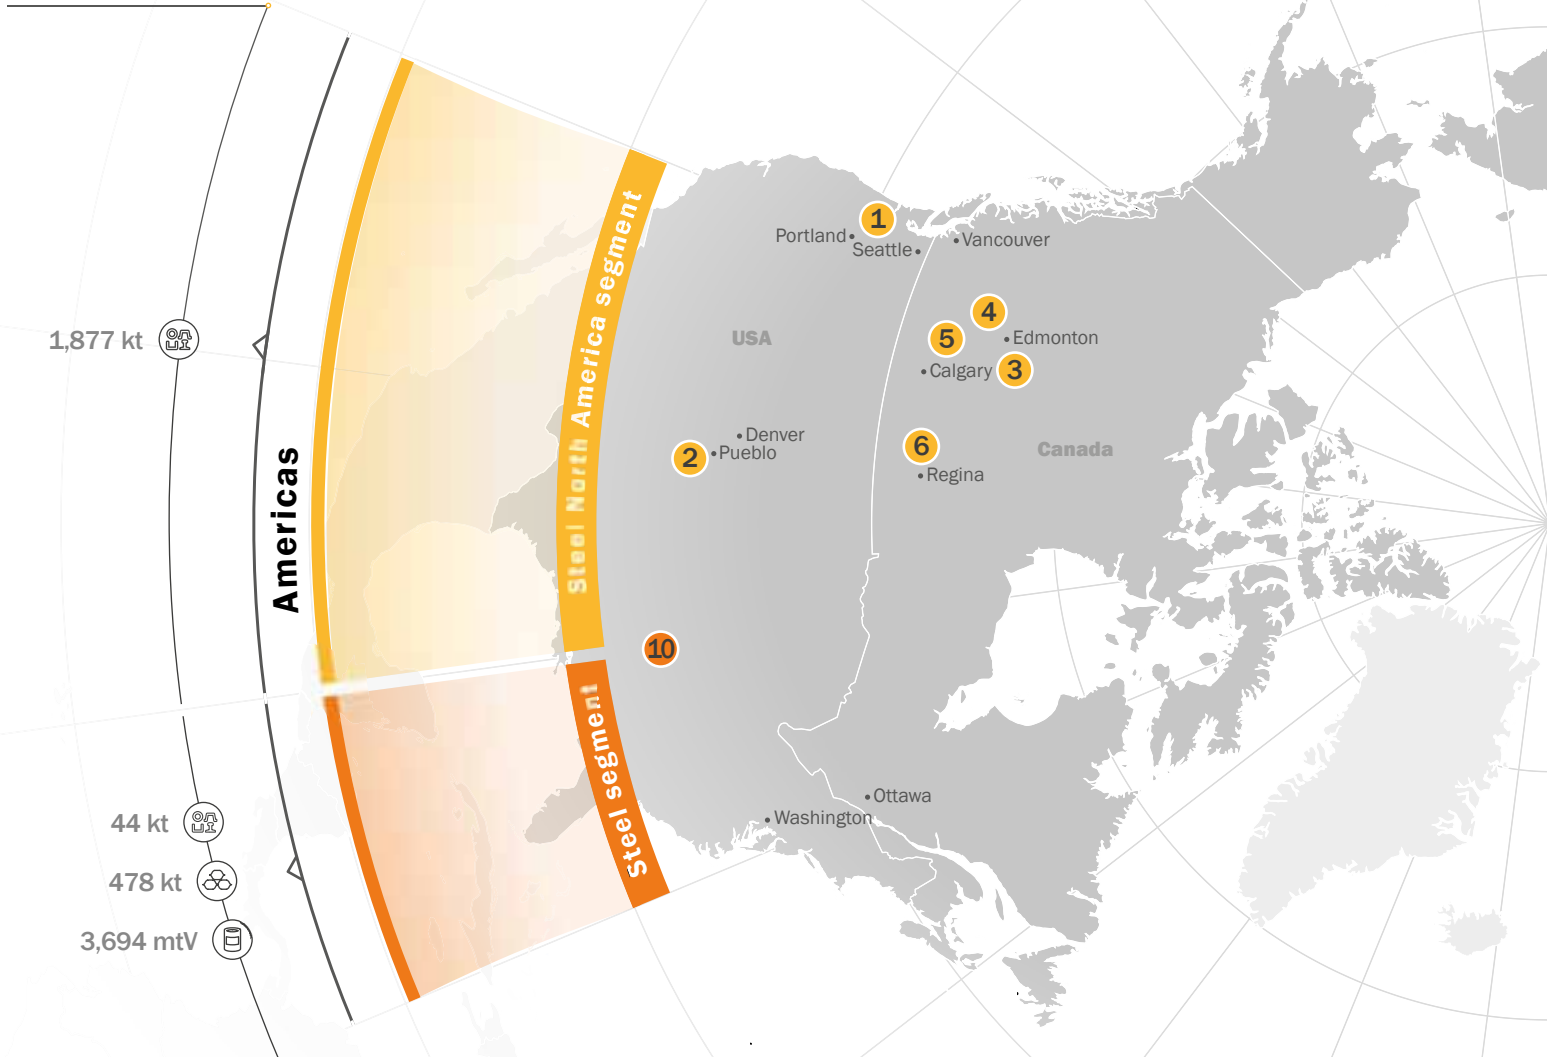 1,877 kt
44 kt
478 kt
3,694 mtV
Americas
Steel North America segment
Steel segment
1
Portland
Seattle
Vancouver
USA
4
5
Edmonton
Calgary
3
Denver
2
Pueblo
6
Regina
Canada
10
Ottawa
Washington